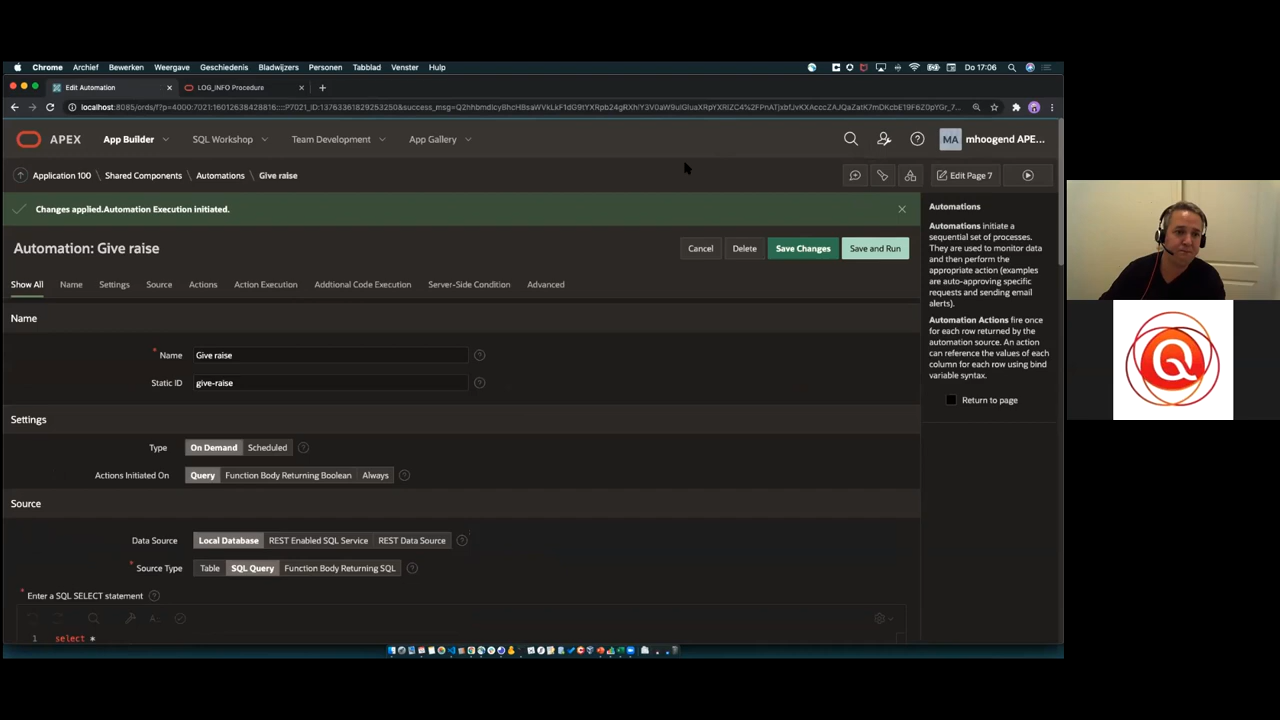 Chrome Archief Bewerken Weergave Geschiedenis Bladwijzers Personen Tabblad Venster Help Do 17:06
Edit Automation LOG_INFO Procedure
APEX App Builder SQL Workshop Team Development App Gallery MA mhoogend APE...
Application 100 Shared Components Automations Give raise Edit Page 7
Changes applied.Automation Execution initiated.
Automation: Give raise Cancel Delete Save Changes Save and Run
Show All Name Settings Source Actions Action Execution Addtional Code Execution Server-Side Condition Advanced
Name
* Name Give raise
Static ID give-raise
Settings
Type On Demand Scheduled
Actions Initiated On Query Function Body Returning Boolean Always
Source
Data Source Local Database REST Enabled SQL Service REST Data Source
* Source Type Table SQL Query Function Body Returning SQL
* Enter a SQL SELECT statement
1 select *
Automations
Automations initiate a
sequential set of processes.
They are used to monitor data
and then perform the
appropriate action (examples
are auto-approving specific
requests and sending email
alerts).
Automation Actions fire once
for each row returned by the
automation source. An action
can reference the values of each
column for each row using bind
variable syntax.
Return to page
Q